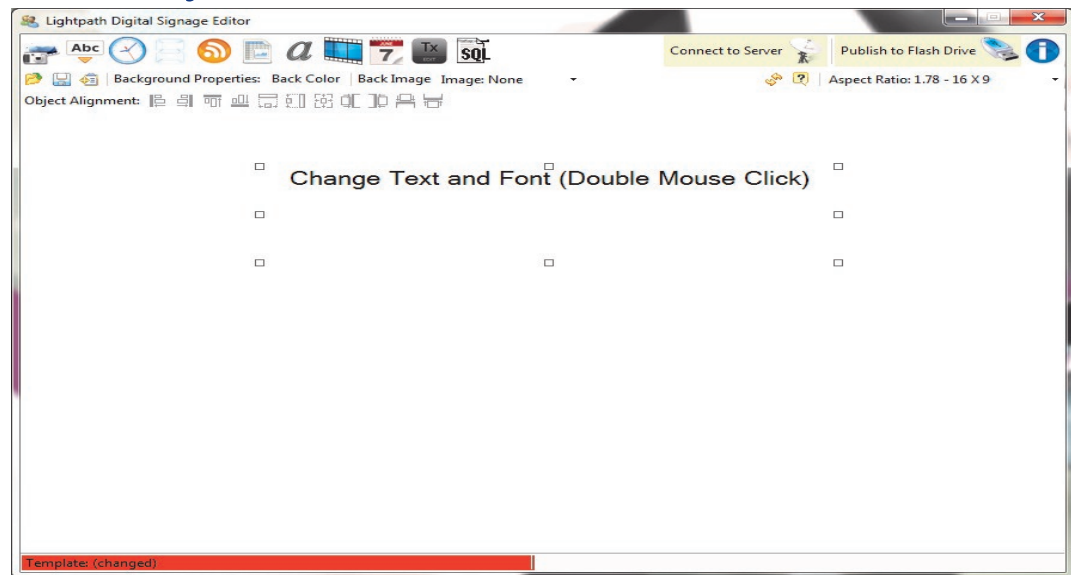 Lightpath Digital Signage Editor
Abc a JUNE 7 Tx SQL Connect to Server Publish to Flash Drive i
Background Properties: Back Color Back Image Image: None ? Aspect Ratio: 1.78 - 16 X 9
Object Alignment:
Change Text and Font (Double Mouse Click)
Template: (changed)